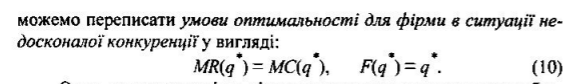 можемо переписати умови оптимальності для фірми в ситуації не-
досконалої конкуренції у вигляді:
MR(q*) = MC(q*),    F(q*) = q*.    (10)